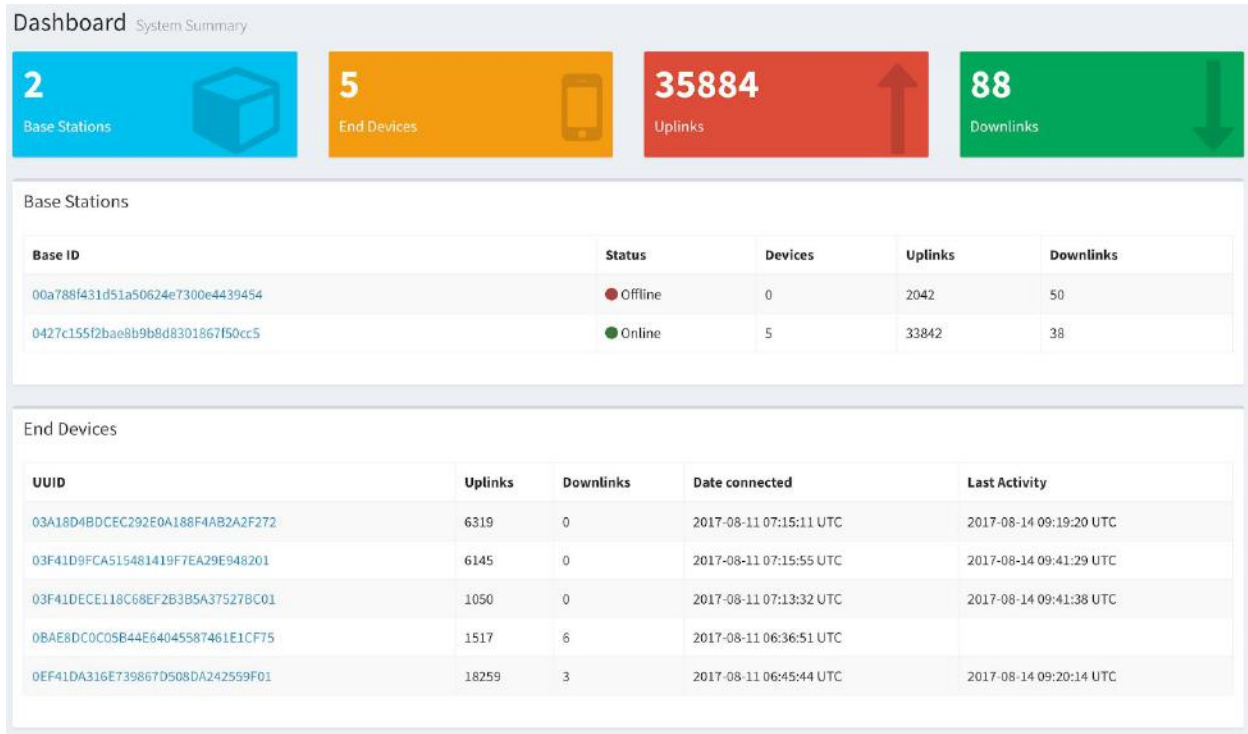 Dashboard System Summary
2
Base Stations
5
End Devices
35884
Uplinks
88
Downlinks
Base Stations
Base ID Status Devices Uplinks Downlinks
00a788f431d51a50624e7300e4439454 Offline 0 2042 50
0427c155f2bae8b9b8d8301867f50cc5 Online 5 33842 38
End Devices
UUID Uplinks Downlinks Date connected Last Activity
03A18D4BDCEC292E0A188F4AB2A2F272 6319 0 2017-08-11 07:15:11 UTC 2017-08-14 09:19:20 UTC
03F41D9FCA515481419F7EA29E948201 6145 0 2017-08-11 07:15:55 UTC 2017-08-14 09:41:29 UTC
03F41DECE118C68EF2B3B5A37527BC01 1050 0 2017-08-11 07:13:32 UTC 2017-08-14 09:41:38 UTC
0BAE8DC0C05B44E64045587461E1CF75 1517 6 2017-08-11 06:36:51 UTC
0EF41DA316E739867D508DA242559F01 18259 3 2017-08-11 06:45:44 UTC 2017-08-14 09:20:14 UTC